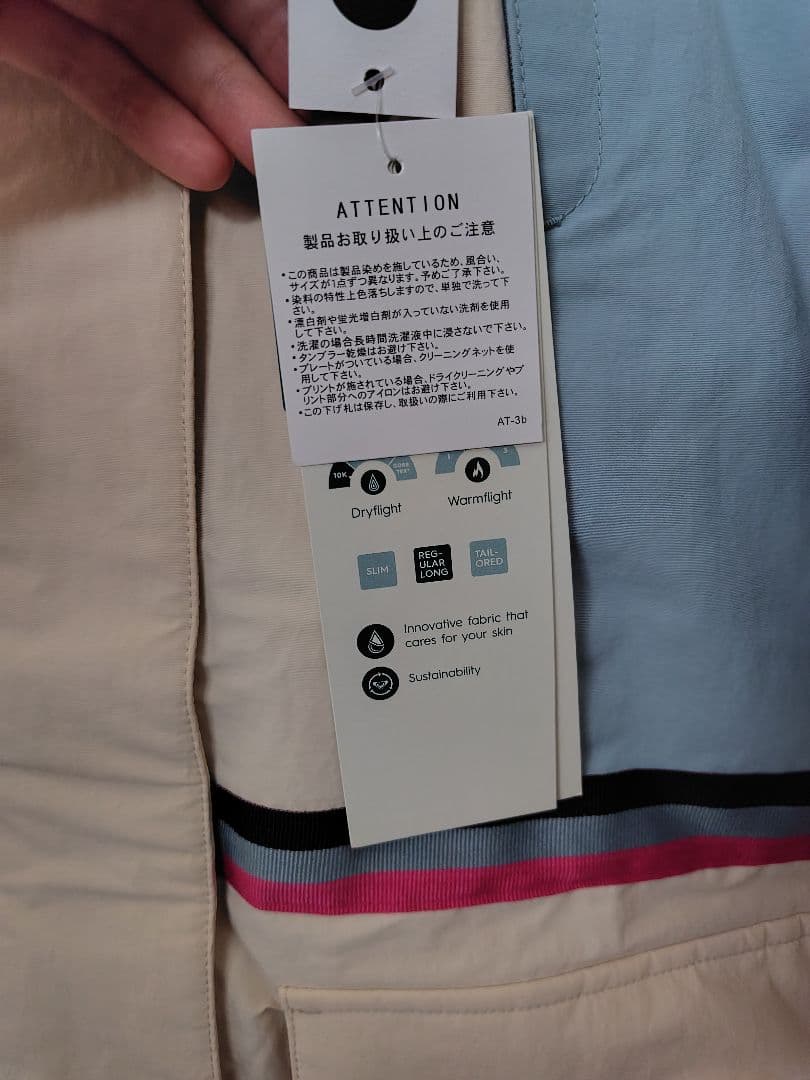 ATTENTION
製品お取り扱い上のご注意
・この商品は製品染めを施しているため、風合い、
サイズが1点ずつ異なります。予めご了承下さい。
・染料の特性上色落ちしますので、単独で洗って下
さい。
・漂白剤や蛍光増白剤が入っていない洗剤を使用
して下さい。
・洗濯の場合長時間洗濯液中に浸さないで下さい。
・タンブラー乾燥はお避け下さい。
・プレートがついている場合、クリーニングネットを使
用して下さい。
・プリントが施されている場合、ドライクリーニングやプ
リント部分へのアイロンはお避け下さい。
・この下げ札は保存し、取扱いの際にご利用下さい。
AT-3b
10K
GORE
TEX
1
3
Dryflight
Warmflight
SLIM
REG-
ULAR
LONG
TAIL-
ORED
Innovative fabric that
cares for your skin
Sustainability